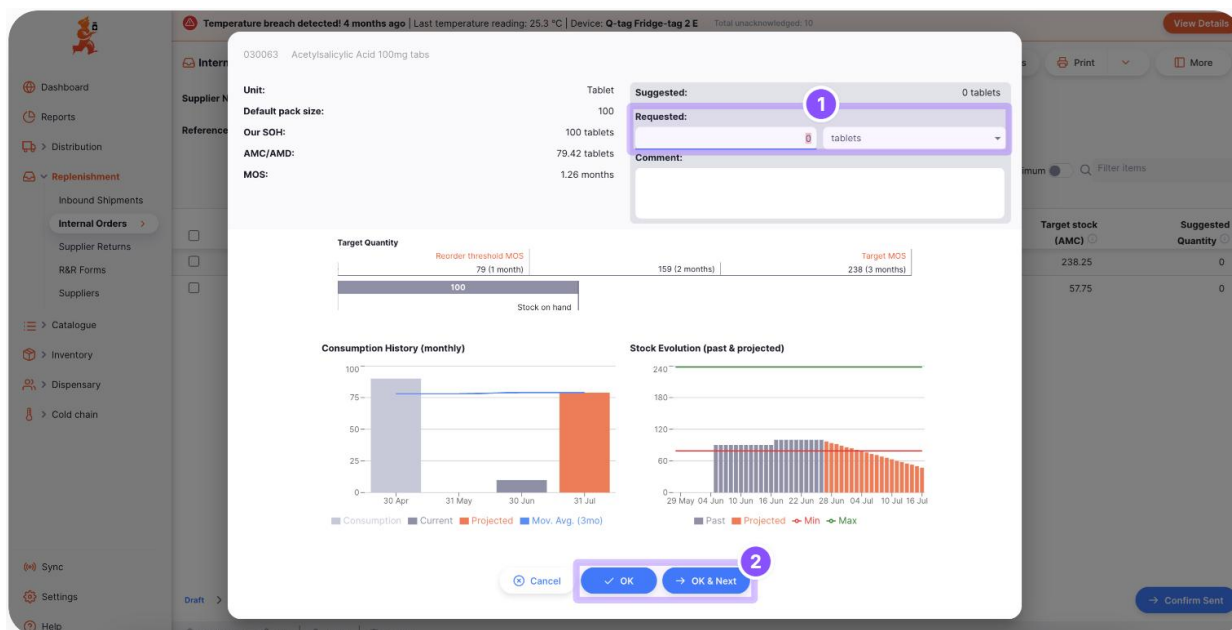 Temperature breach detected! 4 months ago | Last temperature reading: 25.3 °C | Device: Q-tag Fridge-tag 2 E Total unacknowledged: 10
View Details
Print
More
Dashboard
Reports
Distribution
Replenishment
Inbound Shipments
Internal Orders
Supplier Returns
R&R Forms
Suppliers
Catalogue
Inventory
Dispensary
Cold chain
Sync
Settings
Help
Supplier N
Reference
030063 Acetylsalicylic Acid 100mg tabs
Unit: Tablet
Default pack size: 100
Our SOH: 100 tablets
AMC/AMD: 79.42 tablets
MOS: 1.26 months
Suggested: 0 tablets
1
Requested:
0 tablets
Comment:
Filter items
Target stock (AMC)
Suggested Quantity
238.25 0
57.75 0
Target Quantity
Reorder threshold MOS
Target MOS
79 (1 month)
159 (2 months)
238 (3 months)
100
Stock on hand
Consumption History (monthly)
100
75
50
25
0
30 Apr 31 May 30 Jun 31 Jul
Consumption Current Projected Mov. Avg. (3mo)
Stock Evolution (past & projected)
240
180
120
60
0
29 May 04 Jun 10 Jun 16 Jun 22 Jun 28 Jun 04 Jul 10 Jul 16 Jul
Past Projected Min Max
2
Cancel
OK
OK & Next
Draft
Confirm Sent